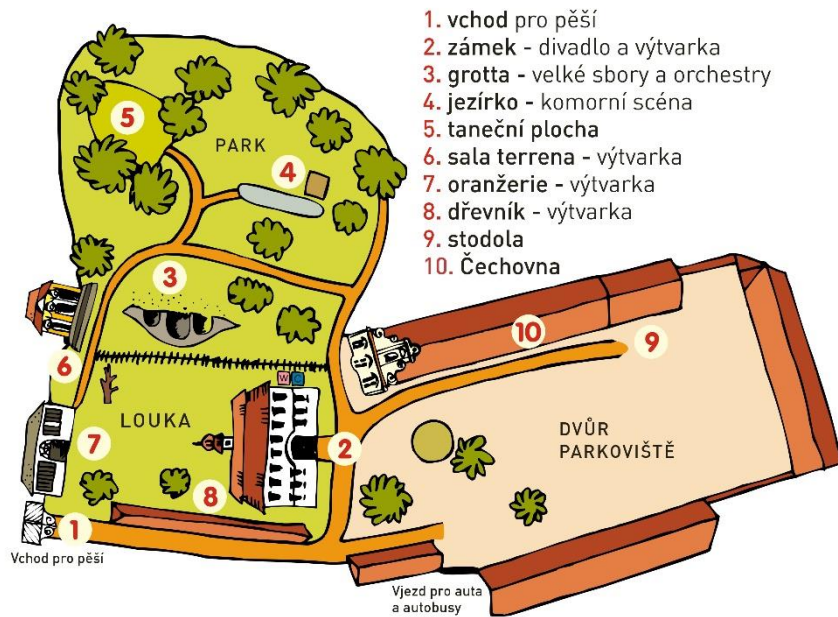 1. vchod pro pěší
2. zámek - divadlo a výtvarka
3. grotta - velké sbory a orchestry
4. jezírko - komorní scéna
5. taneční plocha
6. sala terrena - výtvarka
7. oranžerie - výtvarka
8. dřevník - výtvarka
9. stodola
10. Čechovna
5
PARK
4
3
10
9
6
WC
LOUKA
7
2
DVŮR
PARKOVIŠTĚ
8
1
Vchod pro pěší
Vjezd pro auta
a autobusy